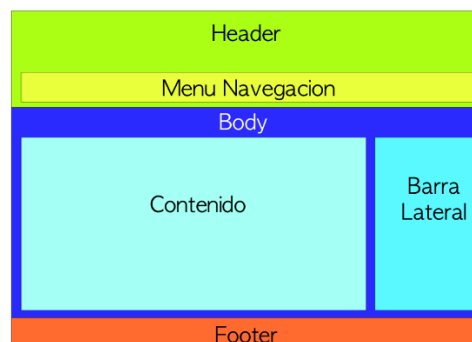 Header
Menu Navegacion
Body
Contenido
Barra
Lateral
Footer